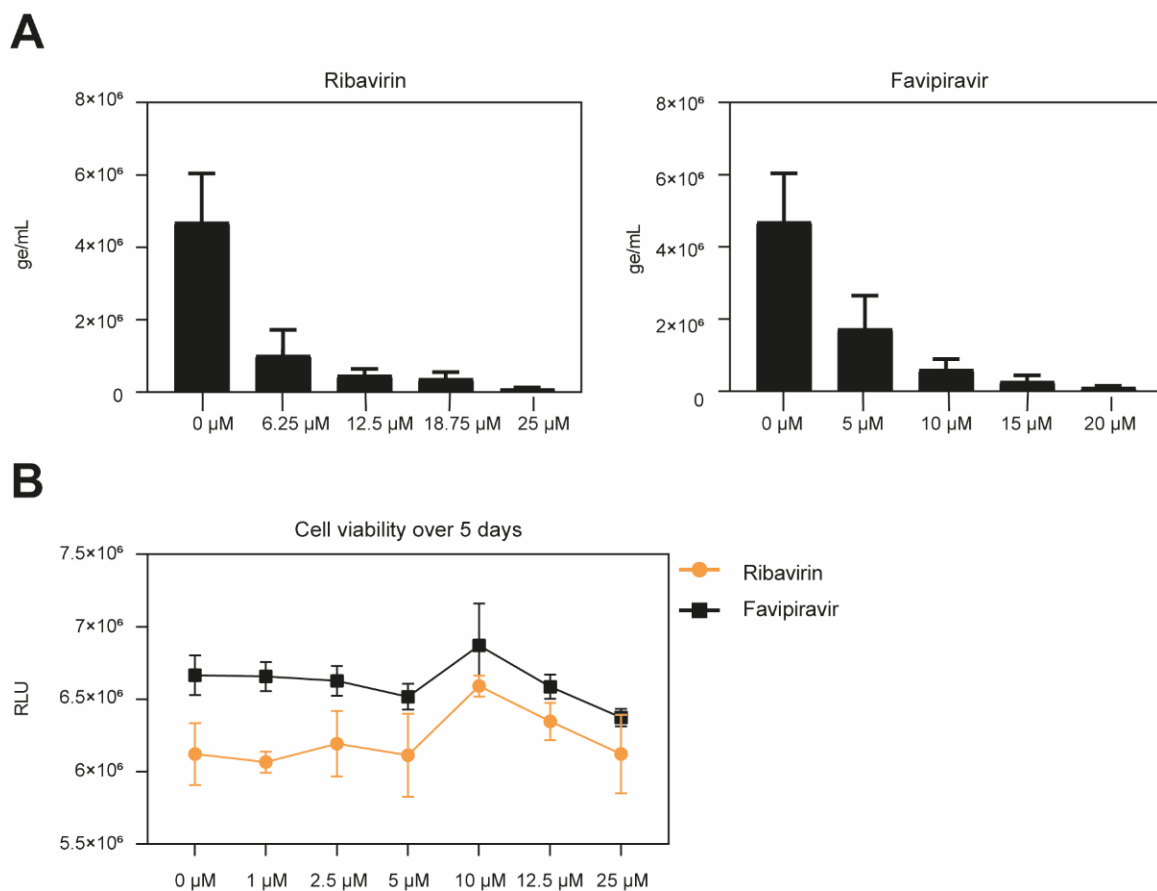 A
Ribavirin
8×10⁶
6×10⁶
4×10⁶
2×10⁶
0
ge/mL
0 µM 6.25 µM 12.5 µM 18.75 µM 25 µM
Favipiravir
8×10⁶
6×10⁶
4×10⁶
2×10⁶
0
ge/mL
0 µM 5 µM 10 µM 15 µM 20 µM
B
Cell viability over 5 days
7.5×10⁶
7×10⁶
6.5×10⁶
6×10⁶
5.5×10⁶
RLU
0 µM 1 µM 2.5 µM 5 µM 10 µM 12.5 µM 25 µM
Ribavirin
Favipiravir